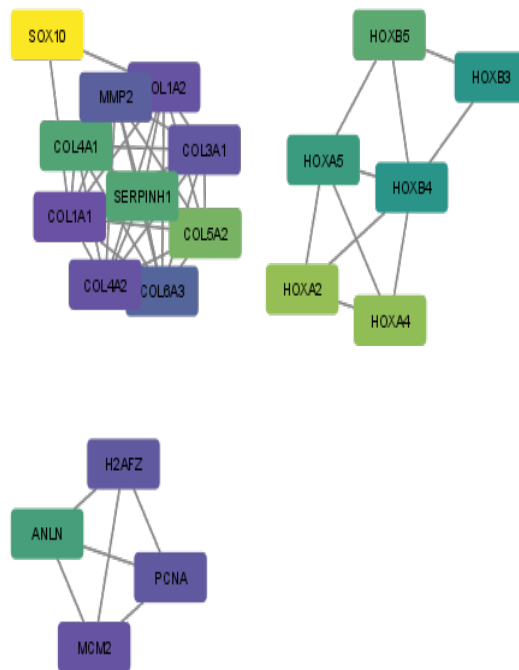 SOX10
MMP2
COL1A2
COL4A1
COL3A1
SERPINH1
COL1A1
COL5A2
COL4A2
COL6A3
HOXB5
HOXB3
HOXA5
HOXB4
HOXA2
HOXA4
H2AFZ
ANLN
PCNA
MCM2